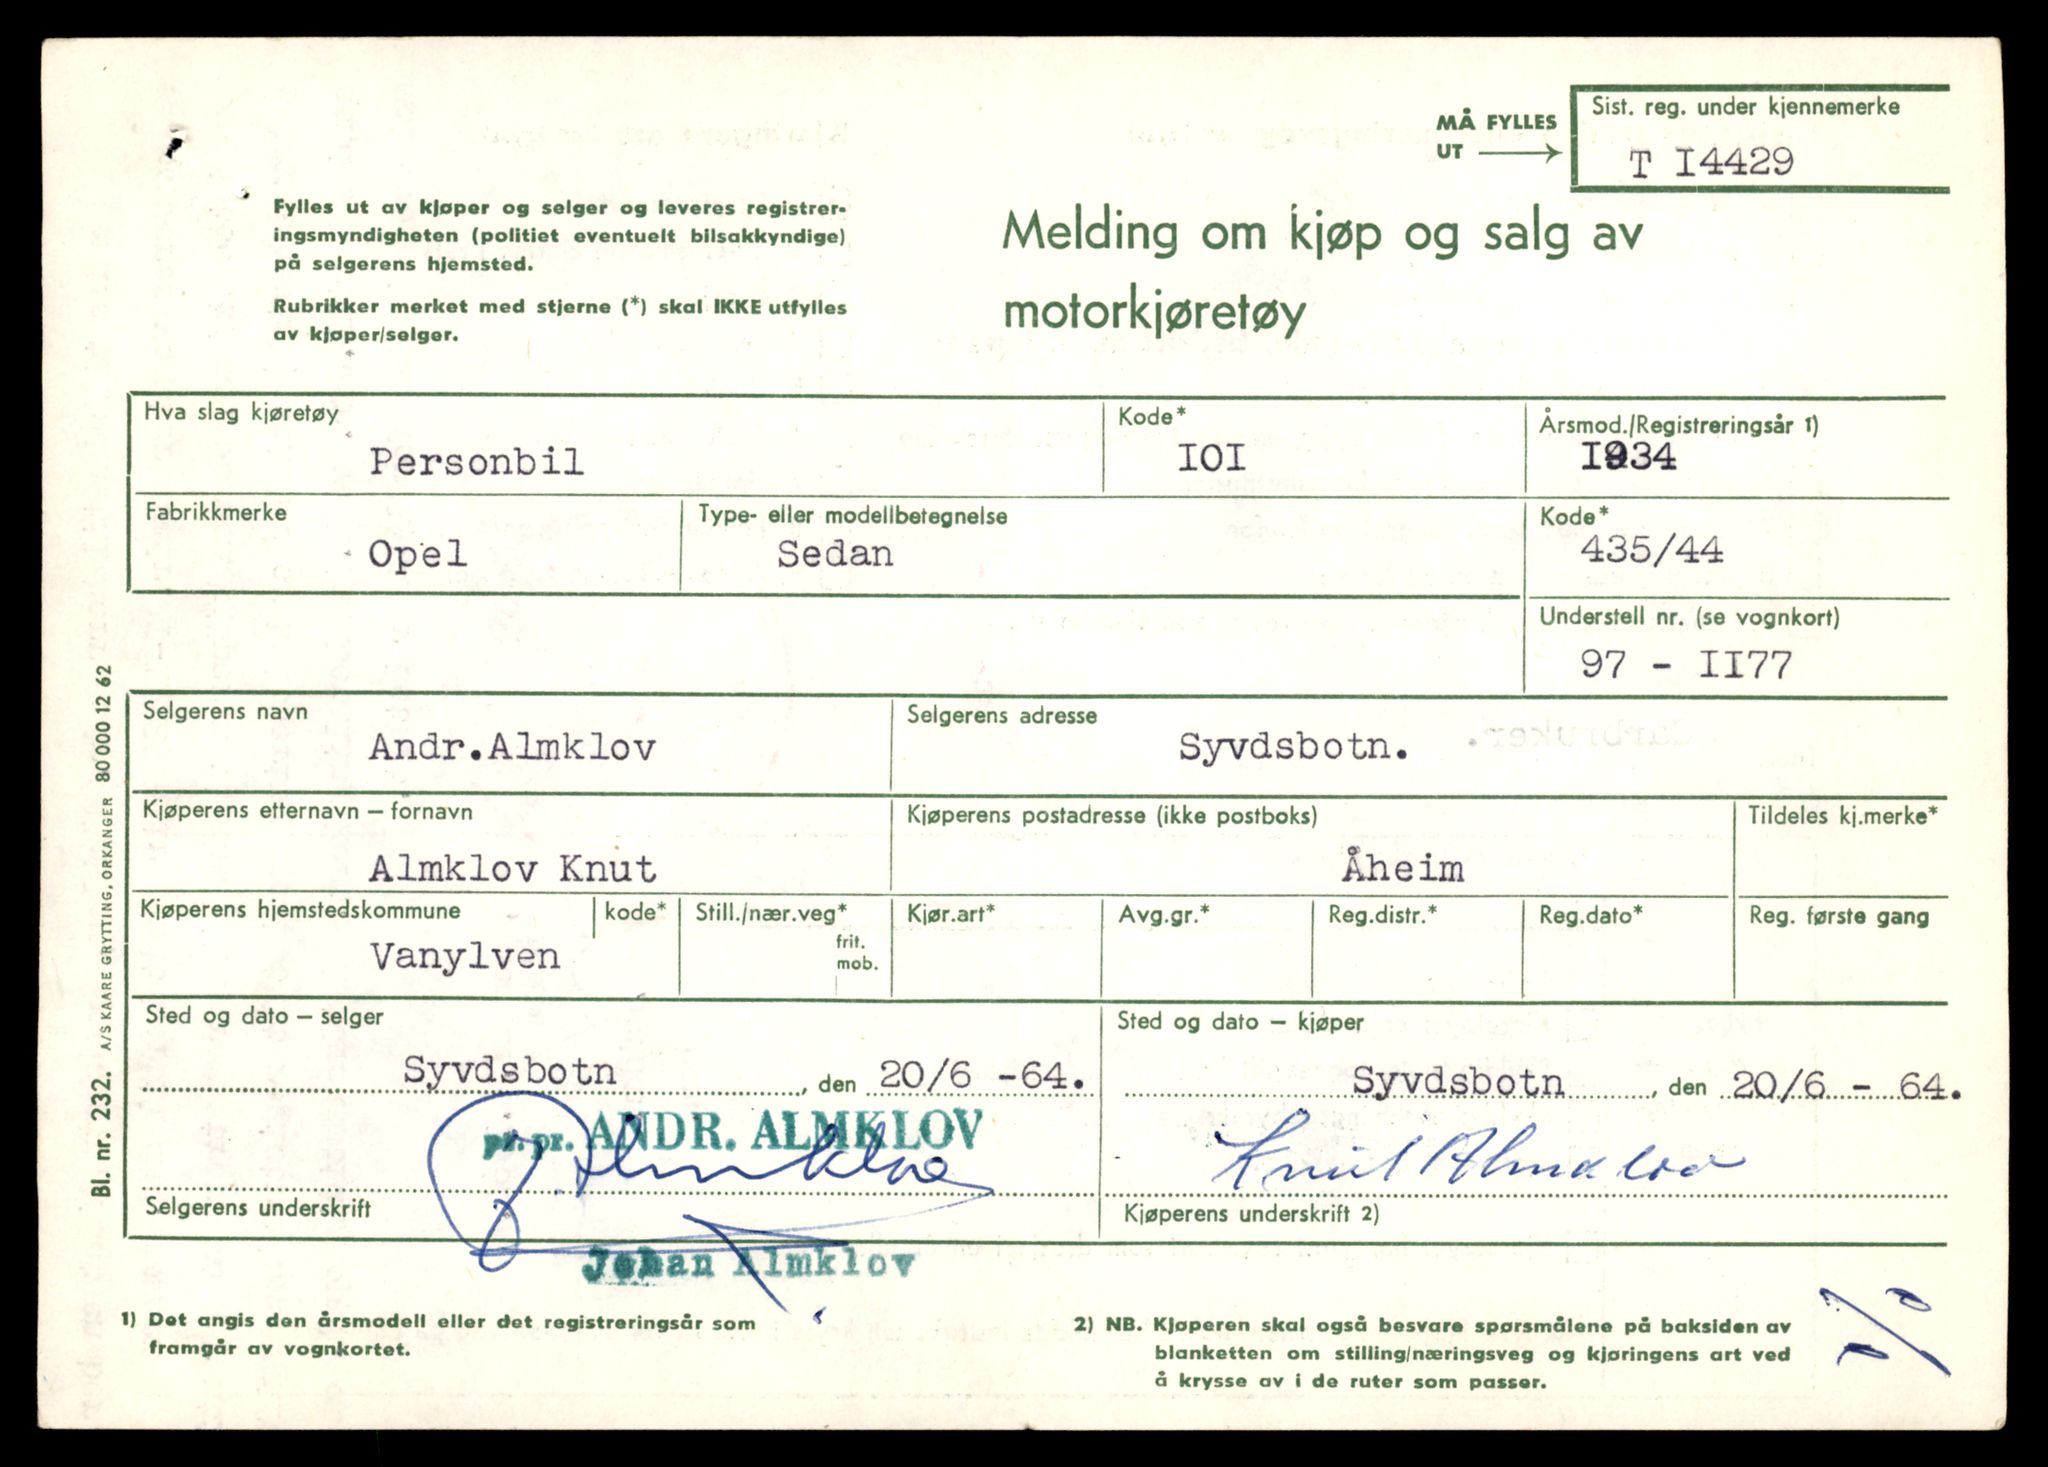 MÅ FYLLES
UT
Sist. reg. under kjennemerke
T I4429
Fylles ut av kjøper og selger og leveres registrer-
ingsmyndigheten (politiet eventuelt bilsakkyndige)
på selgerens hjemsted.
Rubrikker merket med stjerne (*) skal IKKE utfylles
av kjøper/selger.
Melding om kjøp og salg av
motorkjøretøy
Hva slag kjøretøy
Personbil
Kode*
IOI
Årsmod./Registreringsår 1)
I934
Fabrikkmerke
Opel
Type- eller modellbetegnelse
Sedan
Kode*
435/44
Understell nr. (se vognkort)
97 - II77
Selgerens navn
Andr.Almklov
Selgerens adresse
Syvdsbotn.
Kjøperens etternavn – fornavn
Almklov Knut
Kjøperens postadresse (ikke postboks)
Åheim
Tildeles kj.merke*
Kjøperens hjemstedskommune
Vanylven
kode*
Still./nær.veg*
frit.
mob.
Kjør.art*
Avg.gr.*
Reg.distr.*
Reg.dato*
Reg. første gang
Sted og dato – selger
Syvdsbotn, den 20/6 -64.
Sted og dato – kjøper
Syvdsbotn, den 20/6 - 64.
pr. pr. ANDR. ALMKLOV
J. Almklov
Knut Almklov
Selgerens underskrift
Kjøperens underskrift 2)
Johan Almklov
1) Det angis den årsmodell eller det registreringsår som
framgår av vognkortet.
2) NB. Kjøperen skal også besvare spørsmålene på baksiden av
blanketten om stilling/næringsveg og kjøringens art ved
å krysse av i de ruter som passer.
Bl. nr. 232. A/S KAARE GRYTTING, ORKANGER 80000 12 62